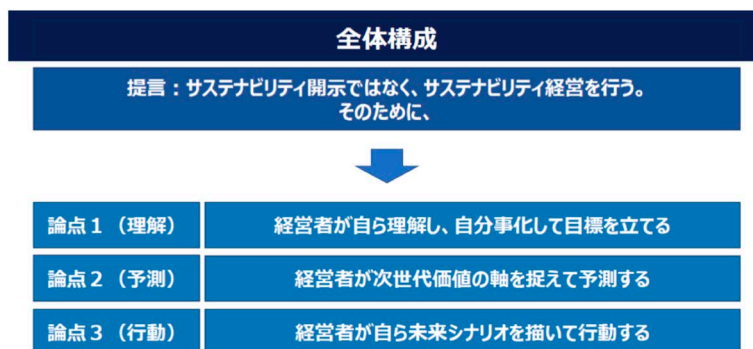 全体構成
提言：サステナビリティ開示ではなく、サステナビリティ経営を行う。
そのために、
論点１（理解） 経営者が自ら理解し、自分事化して目標を立てる
論点２（予測） 経営者が次世代価値の軸を捉えて予測する
論点３（行動） 経営者が自ら未来シナリオを描いて行動する